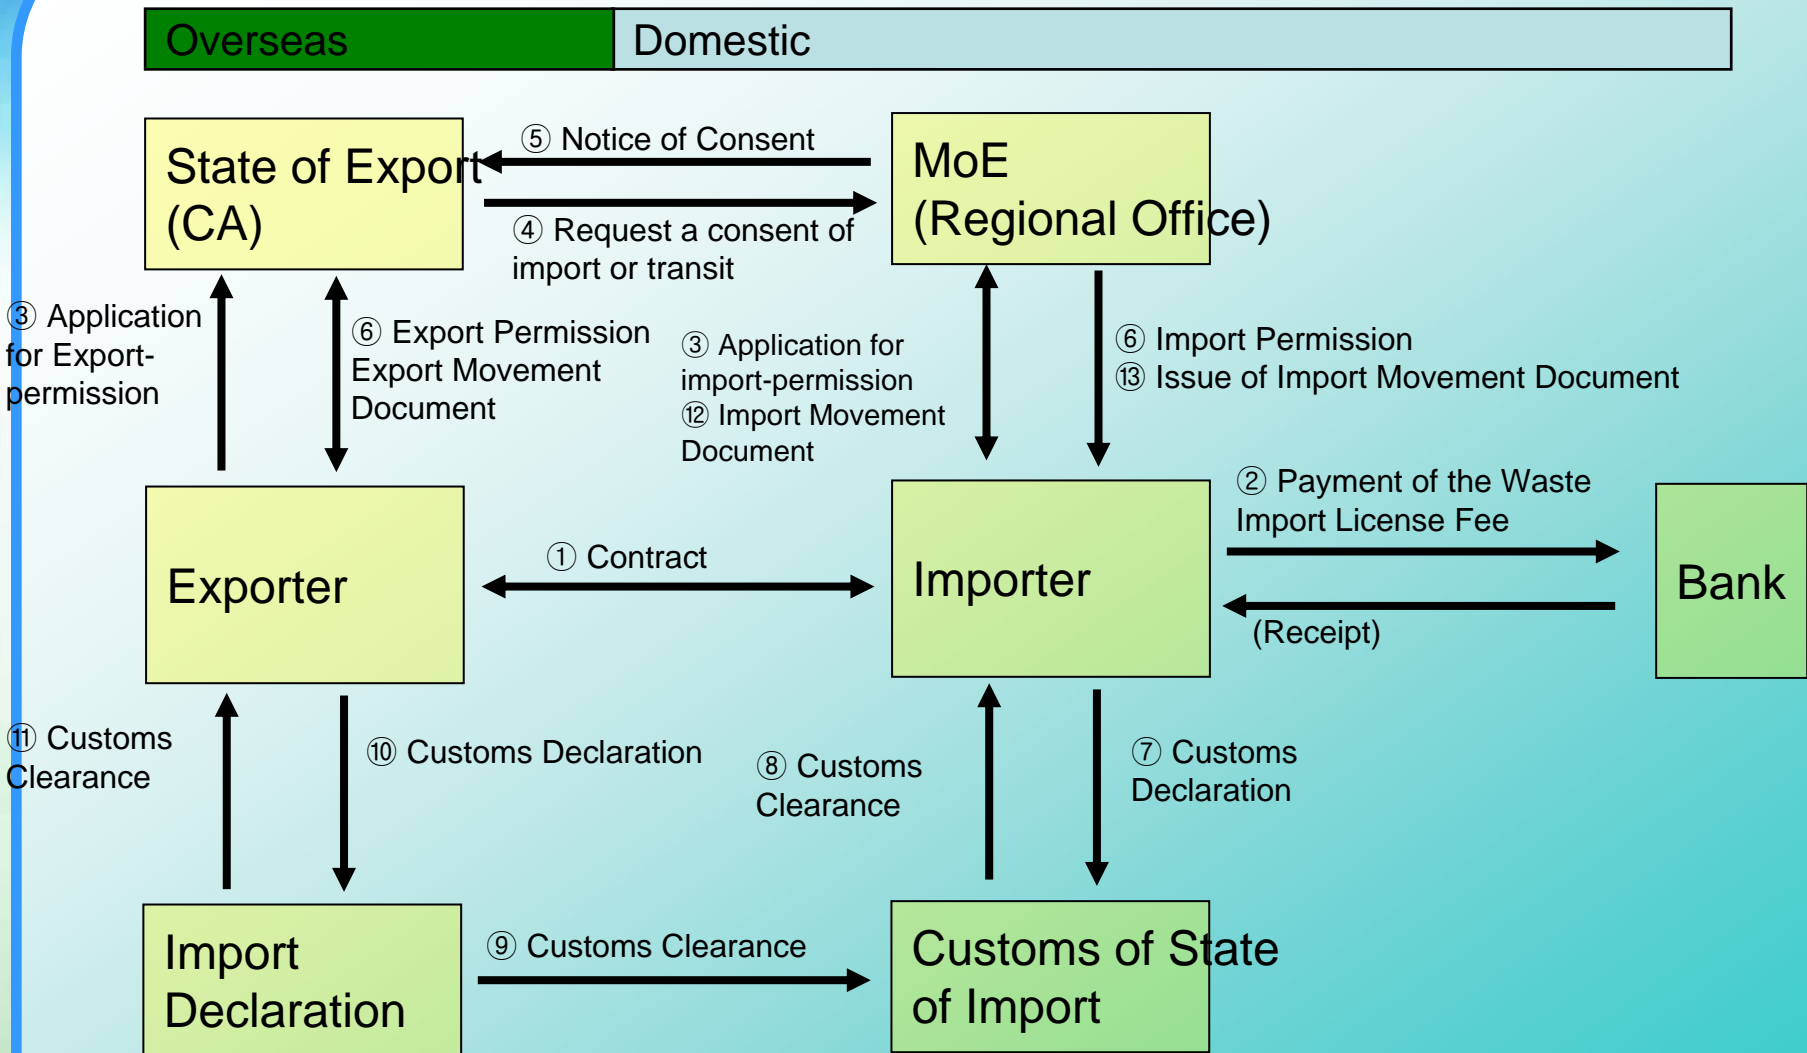 Overseas
Domestic
State of Export
(CA)
⑤ Notice of Consent
④ Request a consent of
import or transit
MoE
(Regional Office)
③ Application
for Export-
permission
⑥ Export Permission
Export Movement
Document
③ Application for
import-permission
⑫ Import Movement
Document
⑥ Import Permission
⑬ Issue of Import Movement Document
Exporter
① Contract
Importer
② Payment of the Waste
Import License Fee
(Receipt)
Bank
⑪ Customs
Clearance
⑩ Customs Declaration
⑧ Customs
Clearance
⑦ Customs
Declaration
Import
Declaration
⑨ Customs Clearance
Customs of State
of Import